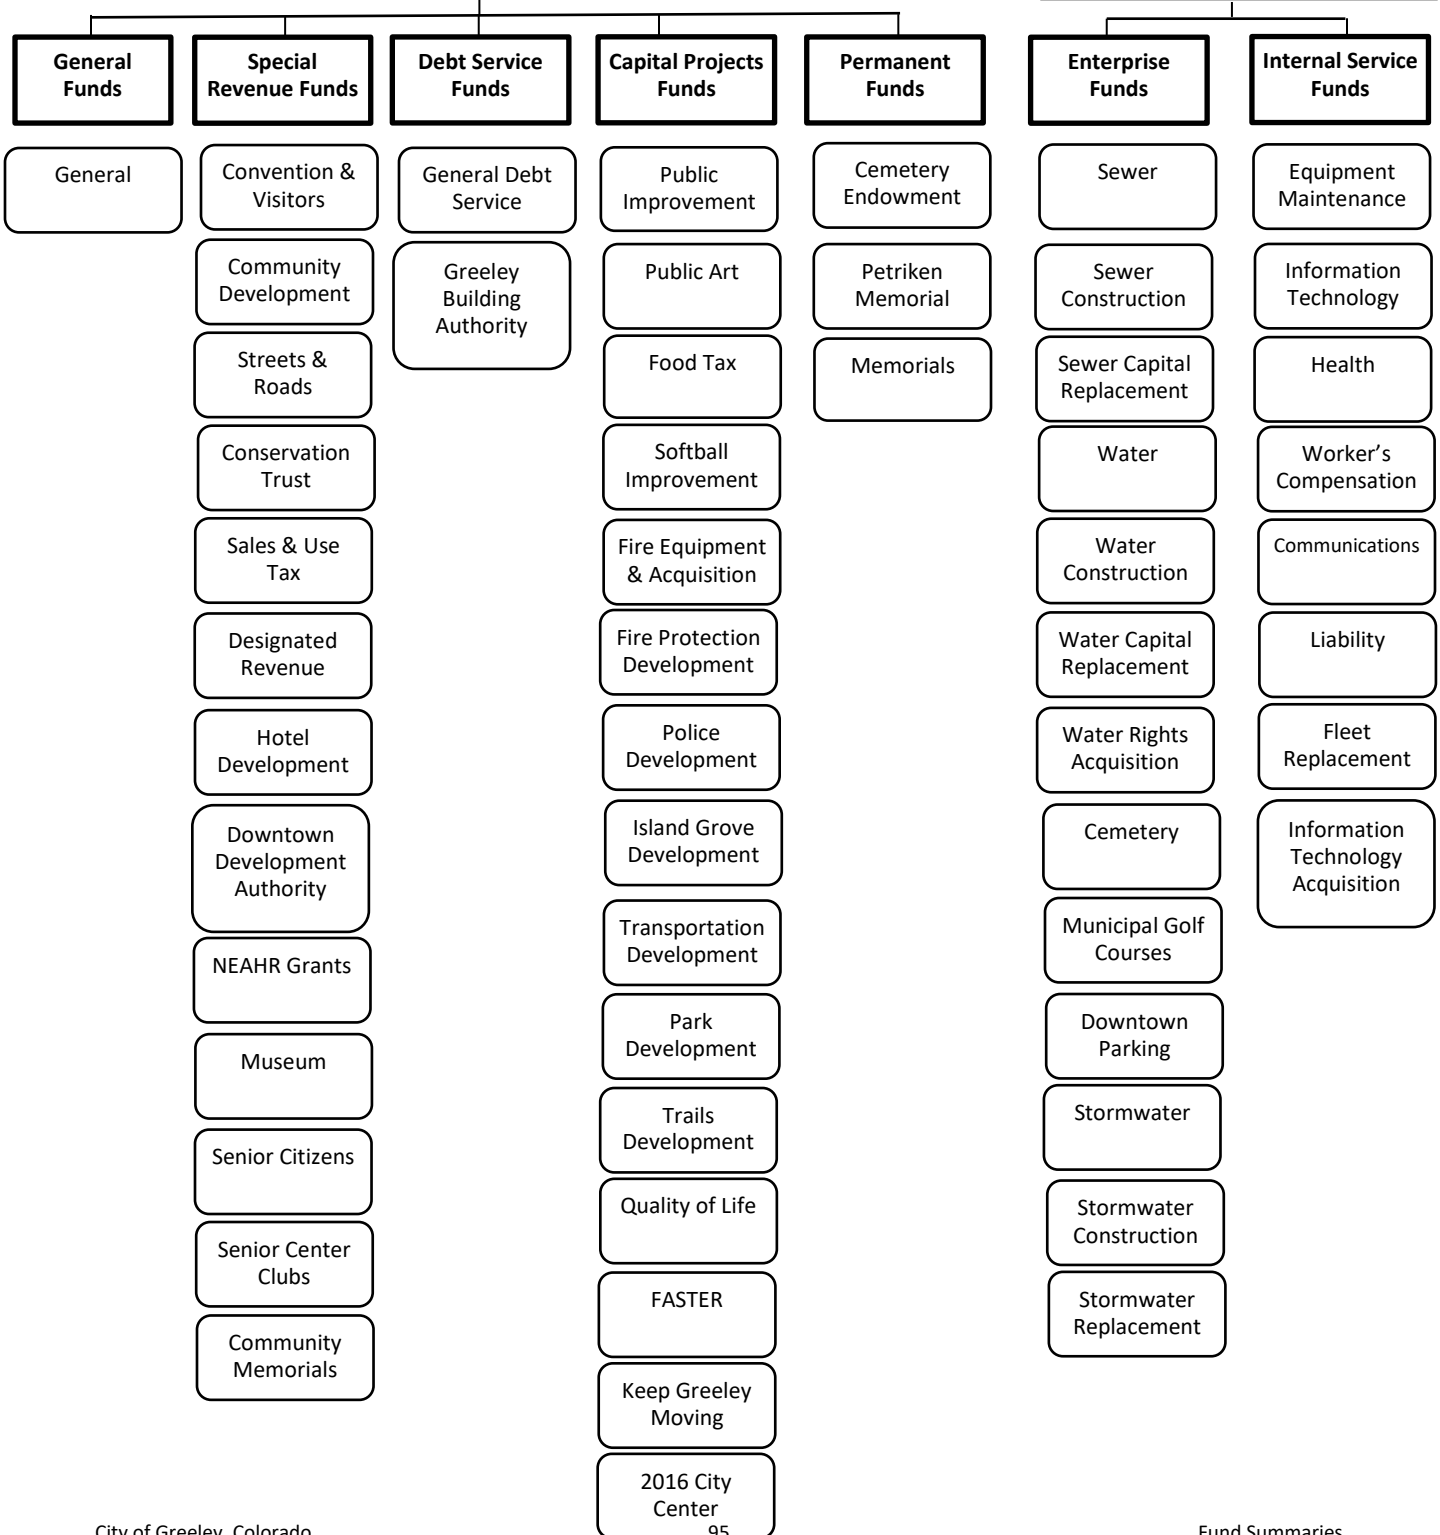 General
Funds
Special
Revenue Funds
Debt Service
Funds
Capital Projects
Funds
Permanent
Funds
Enterprise
Funds
Internal Service
Funds
General
Convention &
Visitors
Community
Development
Streets &
Roads
Conservation
Trust
Sales & Use
Tax
Designated
Revenue
Hotel
Development
Downtown
Development
Authority
NEAHR Grants
Museum
Senior Citizens
Senior Center
Clubs
Community
Memorials
General Debt
Service
Greeley
Building
Authority
Public
Improvement
Public Art
Food Tax
Softball
Improvement
Fire Equipment
& Acquisition
Fire Protection
Development
Police
Development
Island Grove
Development
Transportation
Development
Park
Development
Trails
Development
Quality of Life
FASTER
Keep Greeley
Moving
2016 City
Center
Cemetery
Endowment
Petriken
Memorial
Memorials
Sewer
Sewer
Construction
Sewer Capital
Replacement
Water
Water
Construction
Water Capital
Replacement
Water Rights
Acquisition
Cemetery
Municipal Golf
Courses
Downtown
Parking
Stormwater
Stormwater
Construction
Stormwater
Replacement
Equipment
Maintenance
Information
Technology
Health
Worker’s
Compensation
Communications
Liability
Fleet
Replacement
Information
Technology
Acquisition
City of Greeley, Colorado
95
Fund Summaries